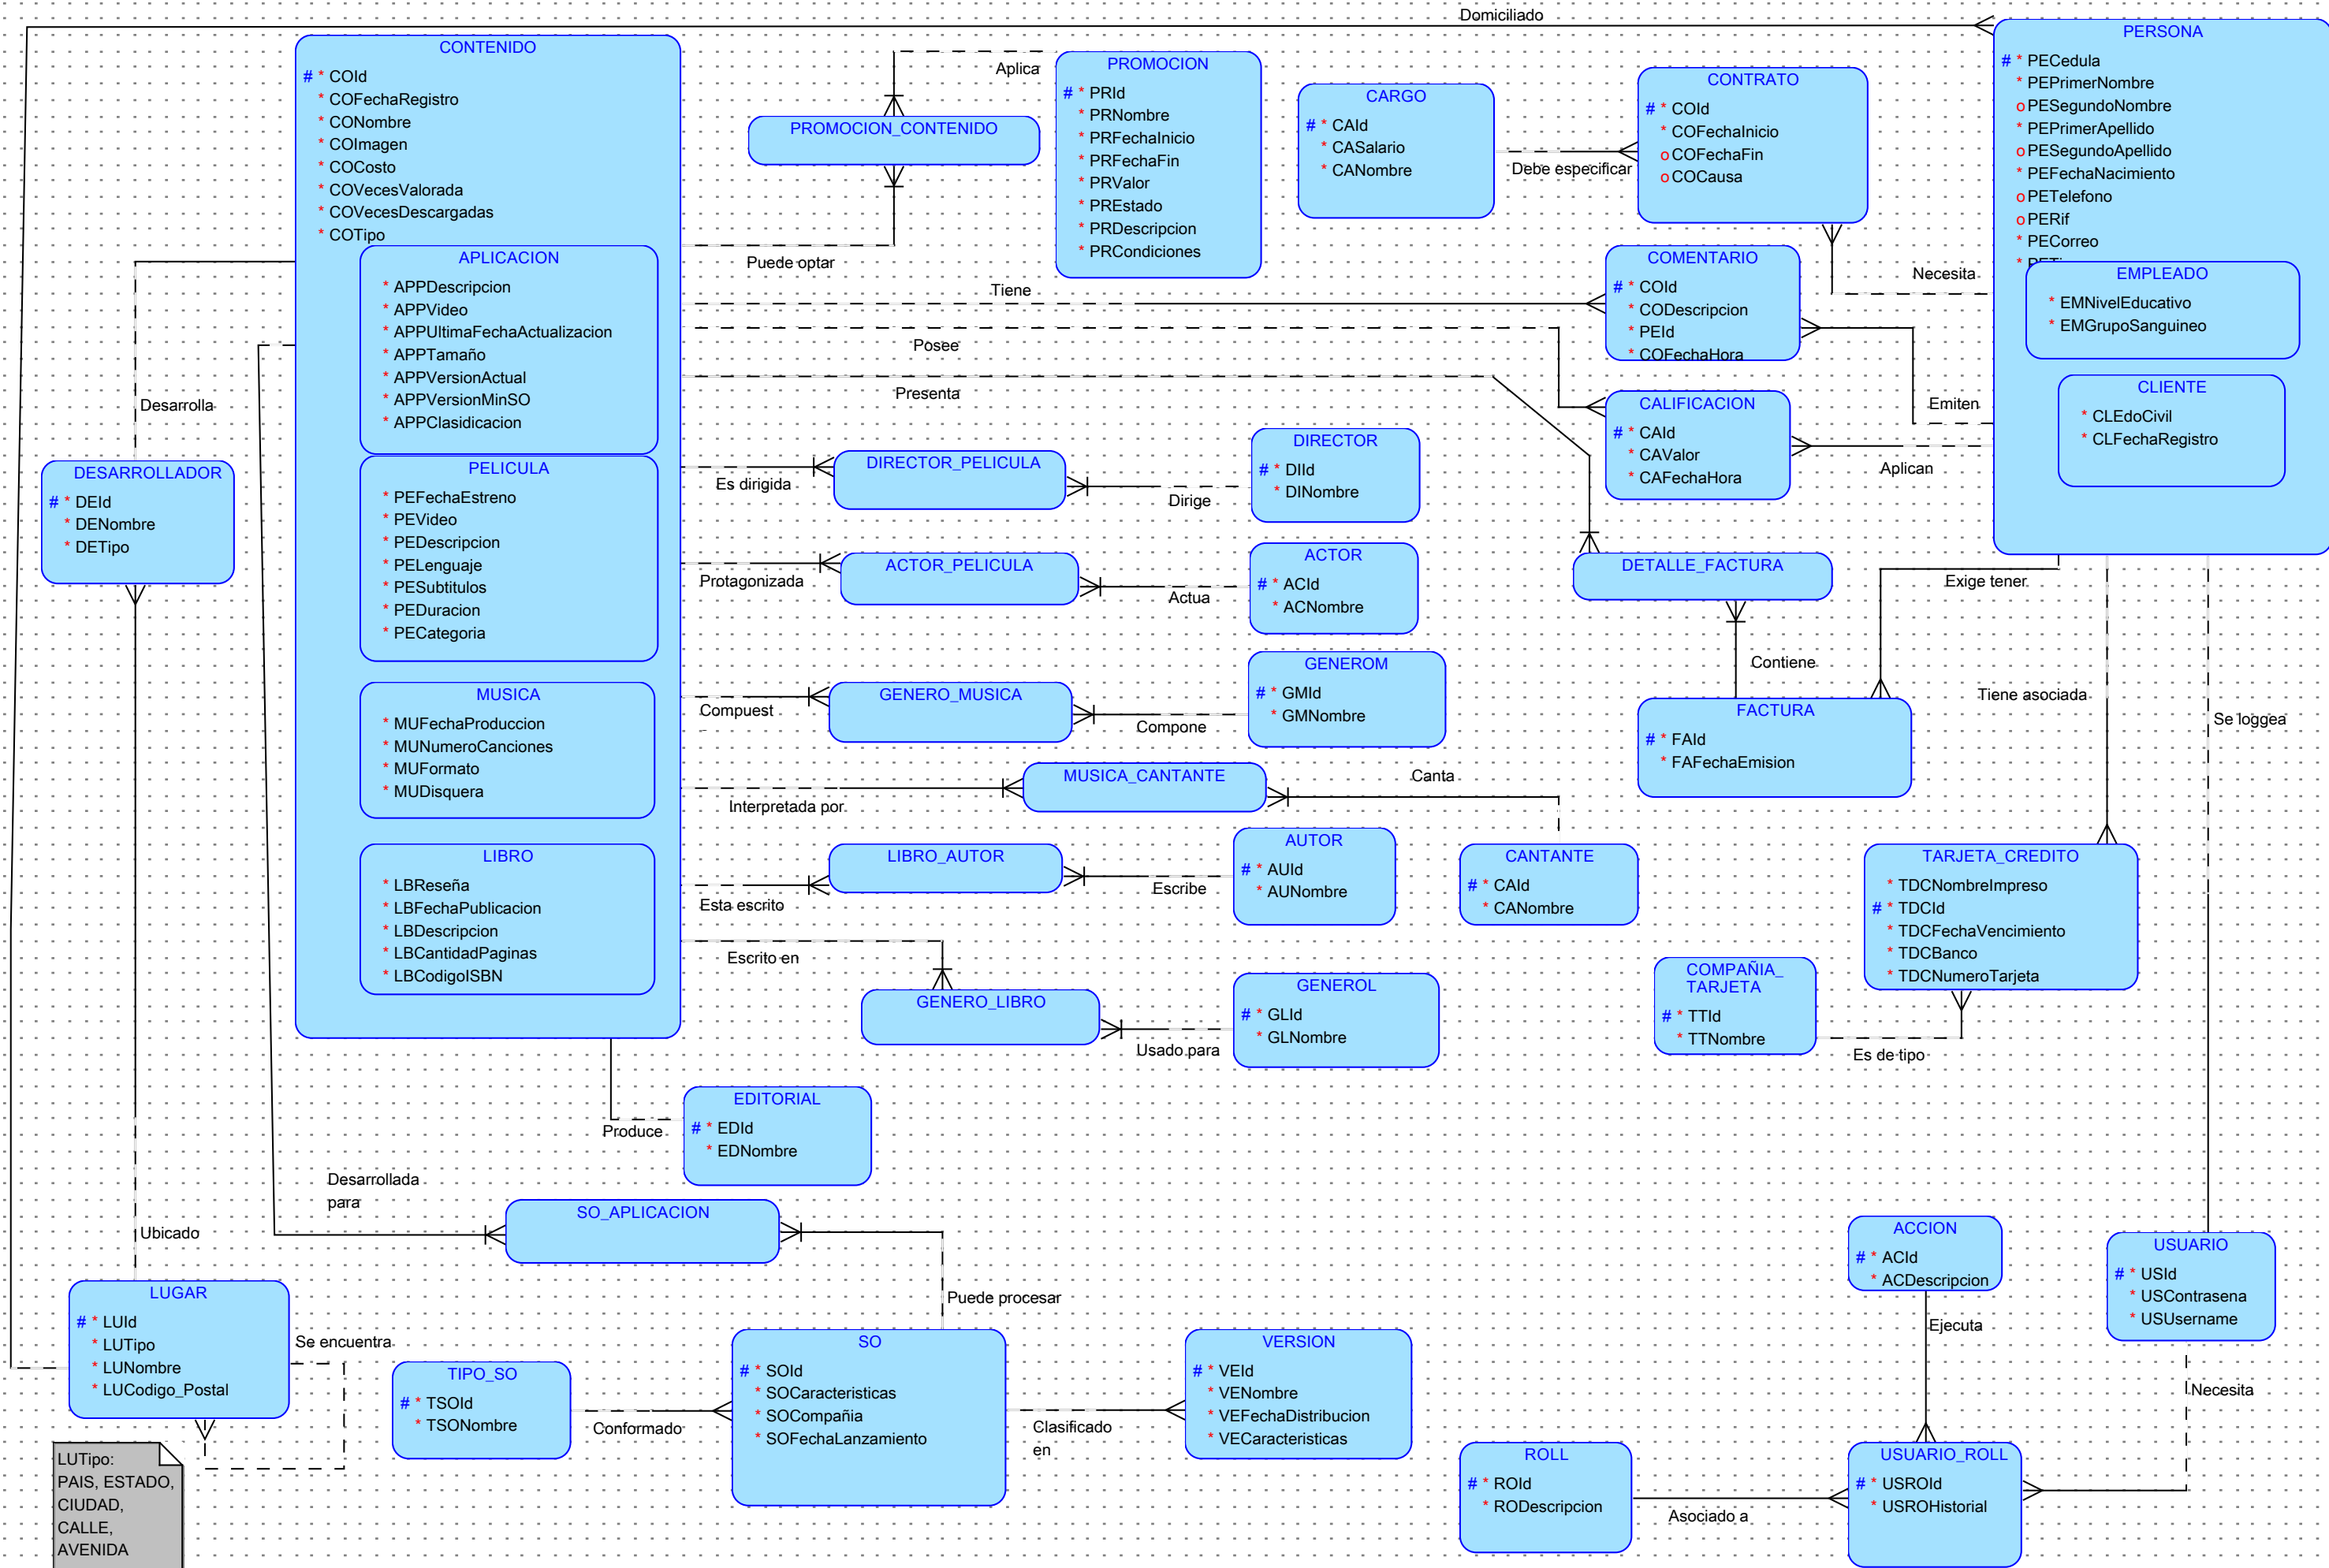 Domiciliado
CONTENIDO
# * COId
* COFechaRegistro
* CONombre
* COImagen
* COCosto
* COVecesValorada
* COVecesDescargadas
* COTipo
APLICACION
* APPDescripcion
* APPVideo
* APPUltimaFechaActualizacion
* APPTamaño
* APPVersionActual
* APPVersionMinSO
* APPClasidicacion
PELICULA
* PEFechaEstreno
* PEVideo
* PEDescripcion
* PELenguaje
* PESubtitulos
* PEDuracion
* PECategoria
MUSICA
* MUFechaProduccion
* MUNumeroCanciones
* MUFormato
* MUDisquera
LIBRO
* LBReseña
* LBFechaPublicacion
* LBDescripcion
* LBCantidadPaginas
* LBCodigoISBN
Aplica
PROMOCION_CONTENIDO
Puede optar
PROMOCION
# * PRId
* PRNombre
* PRFechaInicio
* PRFechaFin
* PRValor
* PREstado
* PRDescripcion
* PRCondiciones
CARGO
# * CAId
* CASalario
* CANombre
Debe especificar
CONTRATO
# * COId
* COFechaInicio
o COFechaFin
o COCausa
Necesita
PERSONA
# * PECedula
* PEPrimerNombre
o PESegundoNombre
* PEPrimerApellido
o PESegundoApellido
* PEFechaNacimiento
o PETelefono
o PERif
* PECorreo
EMPLEADO
* EMNivelEducativo
* EMGrupoSanguineo
CLIENTE
* CLEdoCivil
* CLFechaRegistro
Tiene
COMENTARIO
# * COId
* CODescripcion
* PEId
* COFechaHora
Emiten
Posee
CALIFICACION
# * CAId
* CAValor
* CAFechaHora
Aplican
Presenta
Desarrolla
DESARROLLADOR
# * DEId
* DENombre
* DETipo
Es dirigida
DIRECTOR_PELICULA
Dirige
DIRECTOR
# * DIId
* DINombre
Protagonizada
ACTOR_PELICULA
Actua
ACTOR
# * ACId
* ACNombre
DETALLE_FACTURA
Contiene
Exige tener
FACTURA
# * FAId
* FAFechaEmision
Tiene asociada
Se loggea
Compuest
GENERO_MUSICA
Compone
GENEROM
# * GMId
* GMNombre
Interpretada por
MUSICA_CANTANTE
Canta
CANTANTE
# * CAId
* CANombre
Esta escrito
LIBRO_AUTOR
Escribe
AUTOR
# * AUId
* AUNombre
Escrito en
GENERO_LIBRO
Usado para
GENEROL
# * GLId
* GLNombre
TARJETA_CREDITO
* TDCNombreImpreso
# * TDCId
* TDCFechaVencimiento
* TDCBanco
* TDCNumeroTarjeta
COMPAÑIA_
TARJETA
# * TTId
* TTNombre
Es de tipo
Produce
EDITORIAL
# * EDId
* EDNombre
Desarrollada
para
SO_APLICACION
Puede procesar
Ubicado
LUGAR
# * LUId
* LUTipo
* LUNombre
* LUCodigo_Postal
Se encuentra
LUTipo:
PAIS, ESTADO,
CIUDAD,
CALLE,
AVENIDA
TIPO_SO
# * TSOId
* TSONombre
Conformado
SO
# * SOId
* SOCaracteristicas
* SOCompañia
* SOFechaLanzamiento
Clasificado
en
VERSION
# * VEId
* VENombre
* VEFechaDistribucion
* VECaracteristicas
ACCION
# * ACId
* ACDescripcion
Ejecuta
USUARIO
# * USId
* USContrasena
* USUsername
Necesita
ROLL
# * ROId
* RODescripcion
Asociado a
USUARIO_ROLL
# * USROId
* USROHistorial